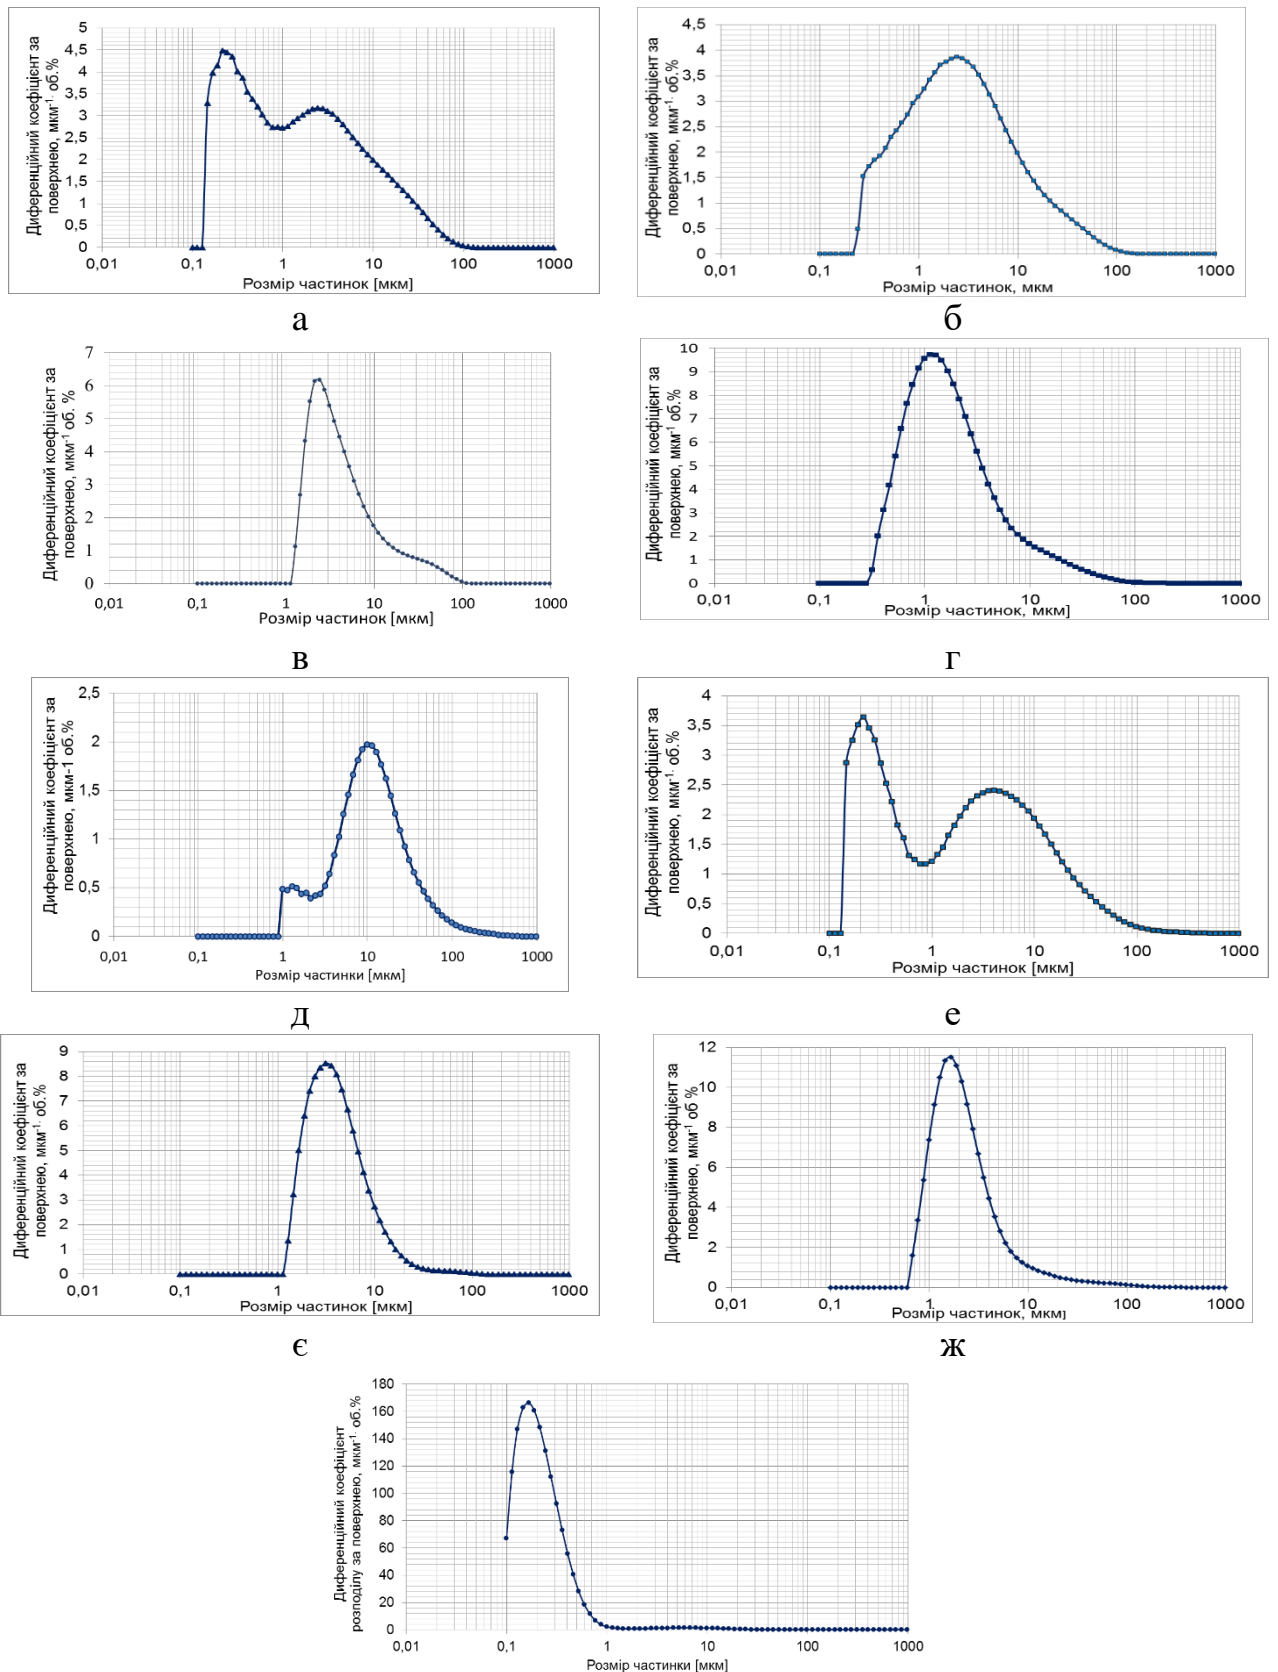 Диференційний коефіцієнт за
поверхнею, мкм⁻¹· об.%
5
4,5
4
3,5
3
2,5
2
1,5
1
0,5
0
0,01 0,1 1 10 100 1000
Розмір частинок [мкм]
а
Диференційний коефіцієнт за
поверхнею, мкм⁻¹· об.%
4,5
4
3,5
3
2,5
2
1,5
1
0,5
0
0,01 0,1 1 10 100 1000
Розмір частинок, мкм
б
Диференційний коефіцієнт за
поверхнею, мкм⁻¹ об. %
7
6
5
4
3
2
1
0
0,01 0,1 1 10 100 1000
Розмір частинок [мкм]
в
Диференційний коефіцієнт за
поверхнею, мкм⁻¹· об.%
10
9
8
7
6
5
4
3
2
1
0
0,01 0,1 1 10 100 1000
Розмір частинок, мкм
г
Диференційний коефіцієнт за
поверхнею, мкм-1 об.%
2,5
2
1,5
1
0,5
0
0,01 0,1 1 10 100 1000
Розмір частинки [мкм]
д
Диференційний коефіцієнт за
поверхнею, мкм⁻¹· об.%
4
3,5
3
2,5
2
1,5
1
0,5
0
0,01 0,1 1 10 100 1000
Розмір частинок [мкм]
е
Диференційний коефіцієнт за
поверхнею, мкм⁻¹· об.%
9
8
7
6
5
4
3
2
1
0
0,01 0,1 1 10 100 1000
Розмір частинок [мкм]
є
Диференційний коефіцієнт за
поверхнею, мкм⁻¹ об %
12
10
8
6
4
2
0
0,01 0,1 1 10 100 1000
Розмір частинок, мкм]
ж
Диференційний коефіцієнт
розподілу за поверхнею, мкм⁻¹· об.%
180
160
140
120
100
80
60
40
20
0
0,01 0,1 1 10 100 1000
Розмір частинки [мкм]